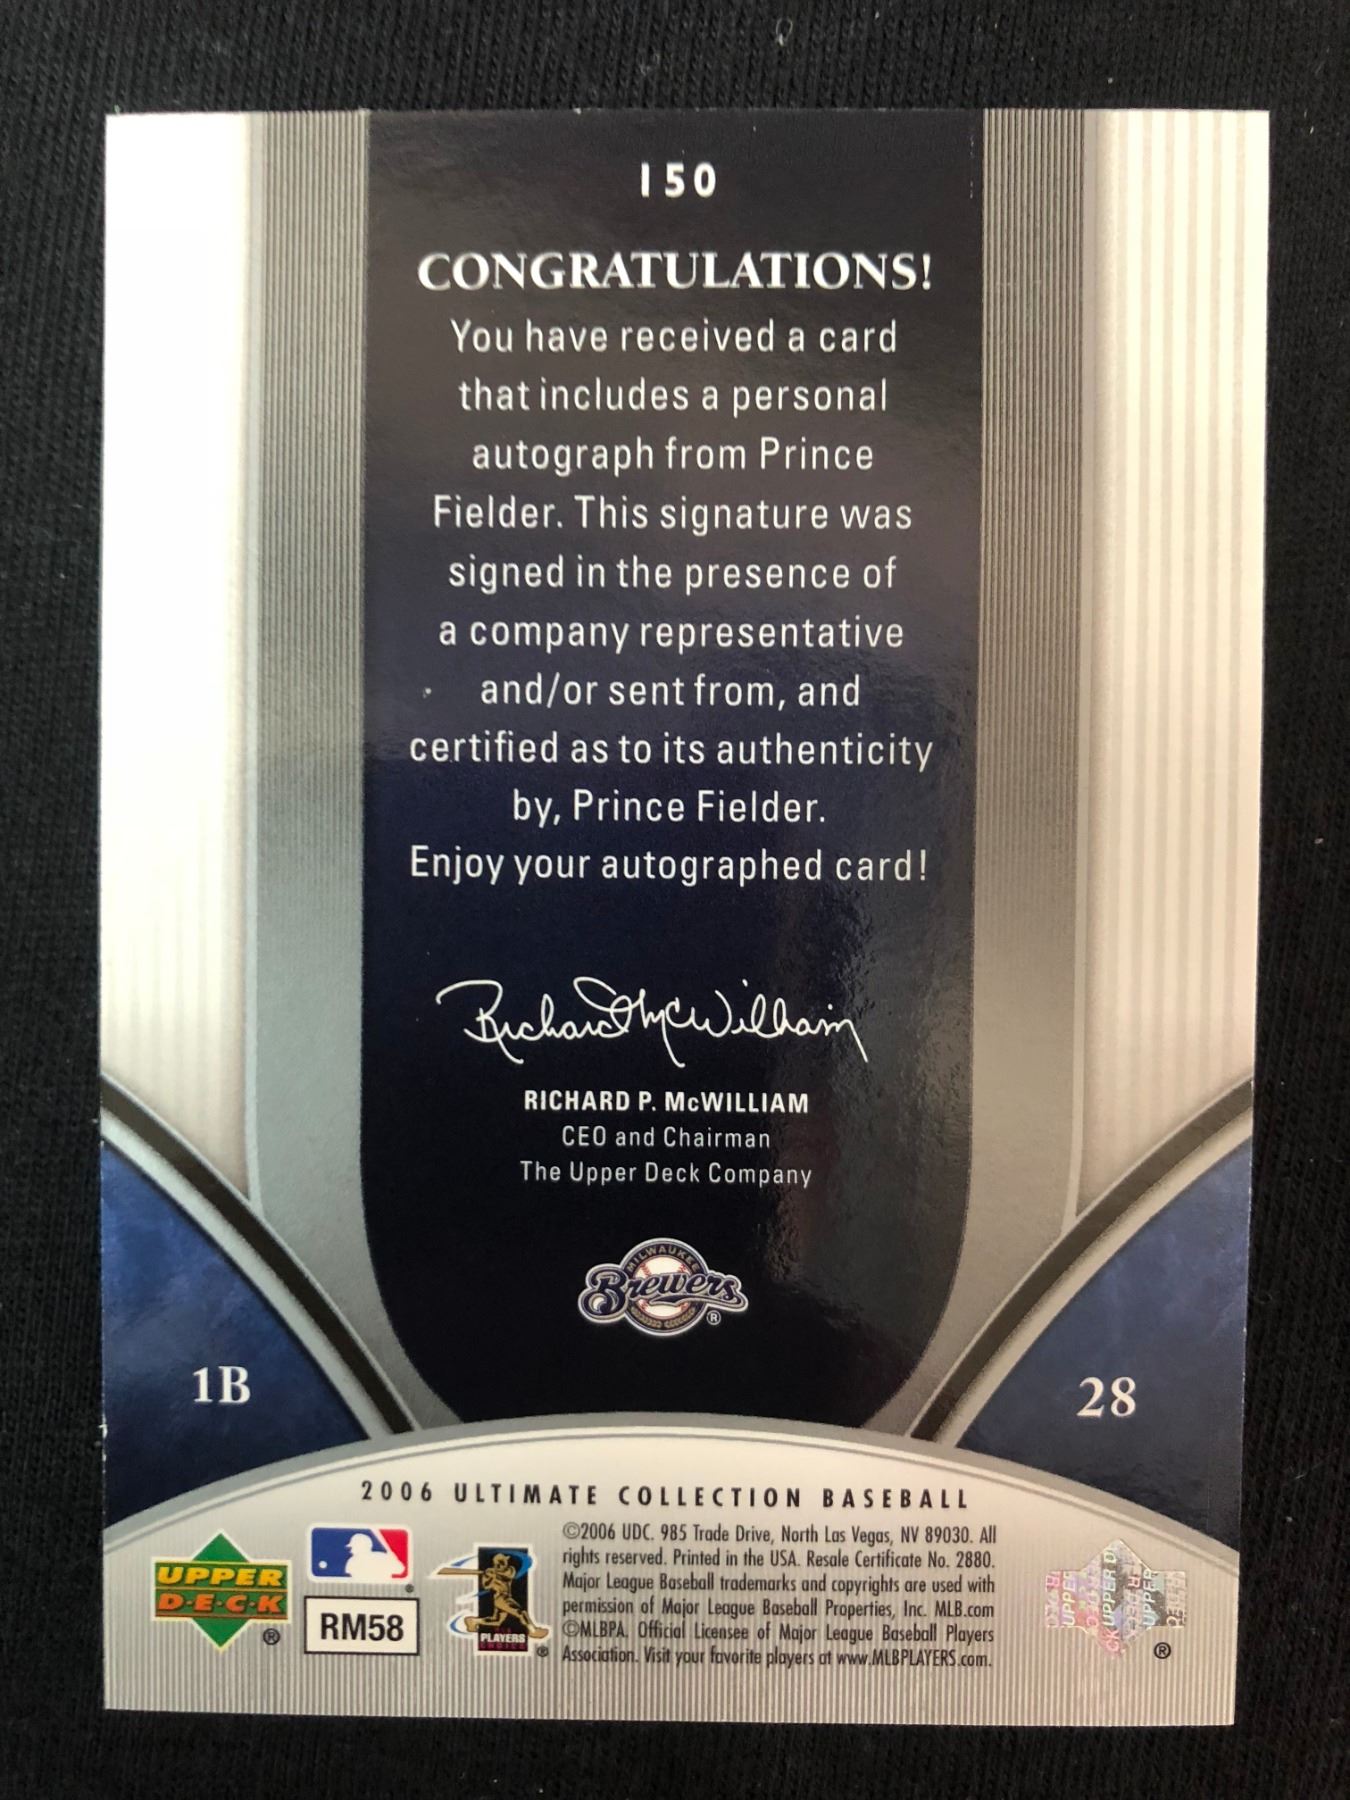 150
CONGRATULATIONS!
You have received a card
that includes a personal
autograph from Prince
Fielder. This signature was
signed in the presence of
a company representative
and/or sent from, and
certified as to its authenticity
by, Prince Fielder.
Enjoy your autographed card!
Richard McWilliam
RICHARD P. McWILLIAM
CEO and Chairman
The Upper Deck Company
MILWAUKEE
Brewers
®
1B
28
2006 ULTIMATE COLLECTION BASEBALL
UPPER
D·E·C·K
®
®
RM58
PLAYERS
CHOICE
®
©2006 UDC. 985 Trade Drive, North Las Vegas, NV 89030. All
rights reserved. Printed in the USA. Resale Certificate No. 2880.
Major League Baseball trademarks and copyrights are used with
permission of Major League Baseball Properties, Inc. MLB.com
©MLBPA. Official Licensee of Major League Baseball Players
Association. Visit your favorite players at www.MLBPLAYERS.com.
®